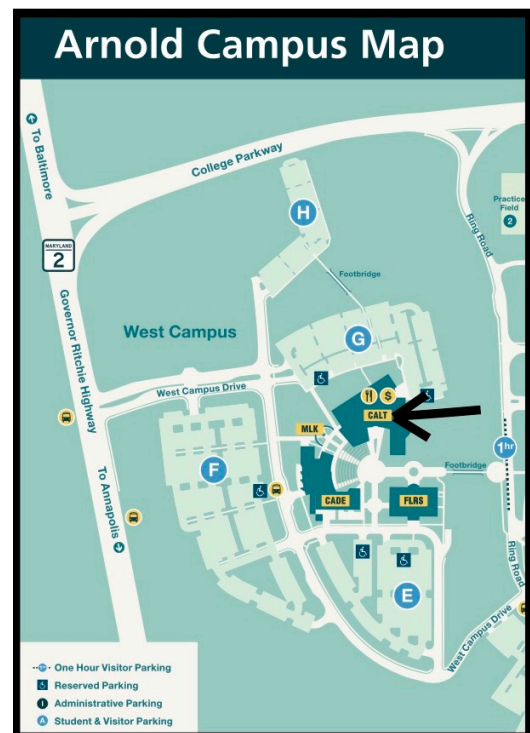 Arnold Campus Map
To Baltimore
College Parkway
H
Practice
Field
2
Ring Road
MARYLAND
2
Footbridge
Governor Ritchie Highway
West Campus
G
West Campus Drive
$
CALT
MLK
1hr
F
Footbridge
CADE
FLRS
To Annapolis
E
Ring Road
West Campus Drive
1hr One Hour Visitor Parking
Reserved Parking
I Administrative Parking
A Student & Visitor Parking